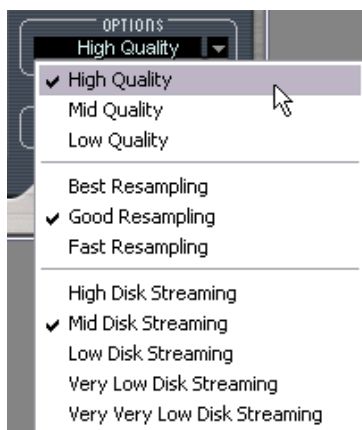 OPTIONS
High Quality
High Quality
Mid Quality
Low Quality
Best Resampling
Good Resampling
Fast Resampling
High Disk Streaming
Mid Disk Streaming
Low Disk Streaming
Very Low Disk Streaming
Very Very Low Disk Streaming